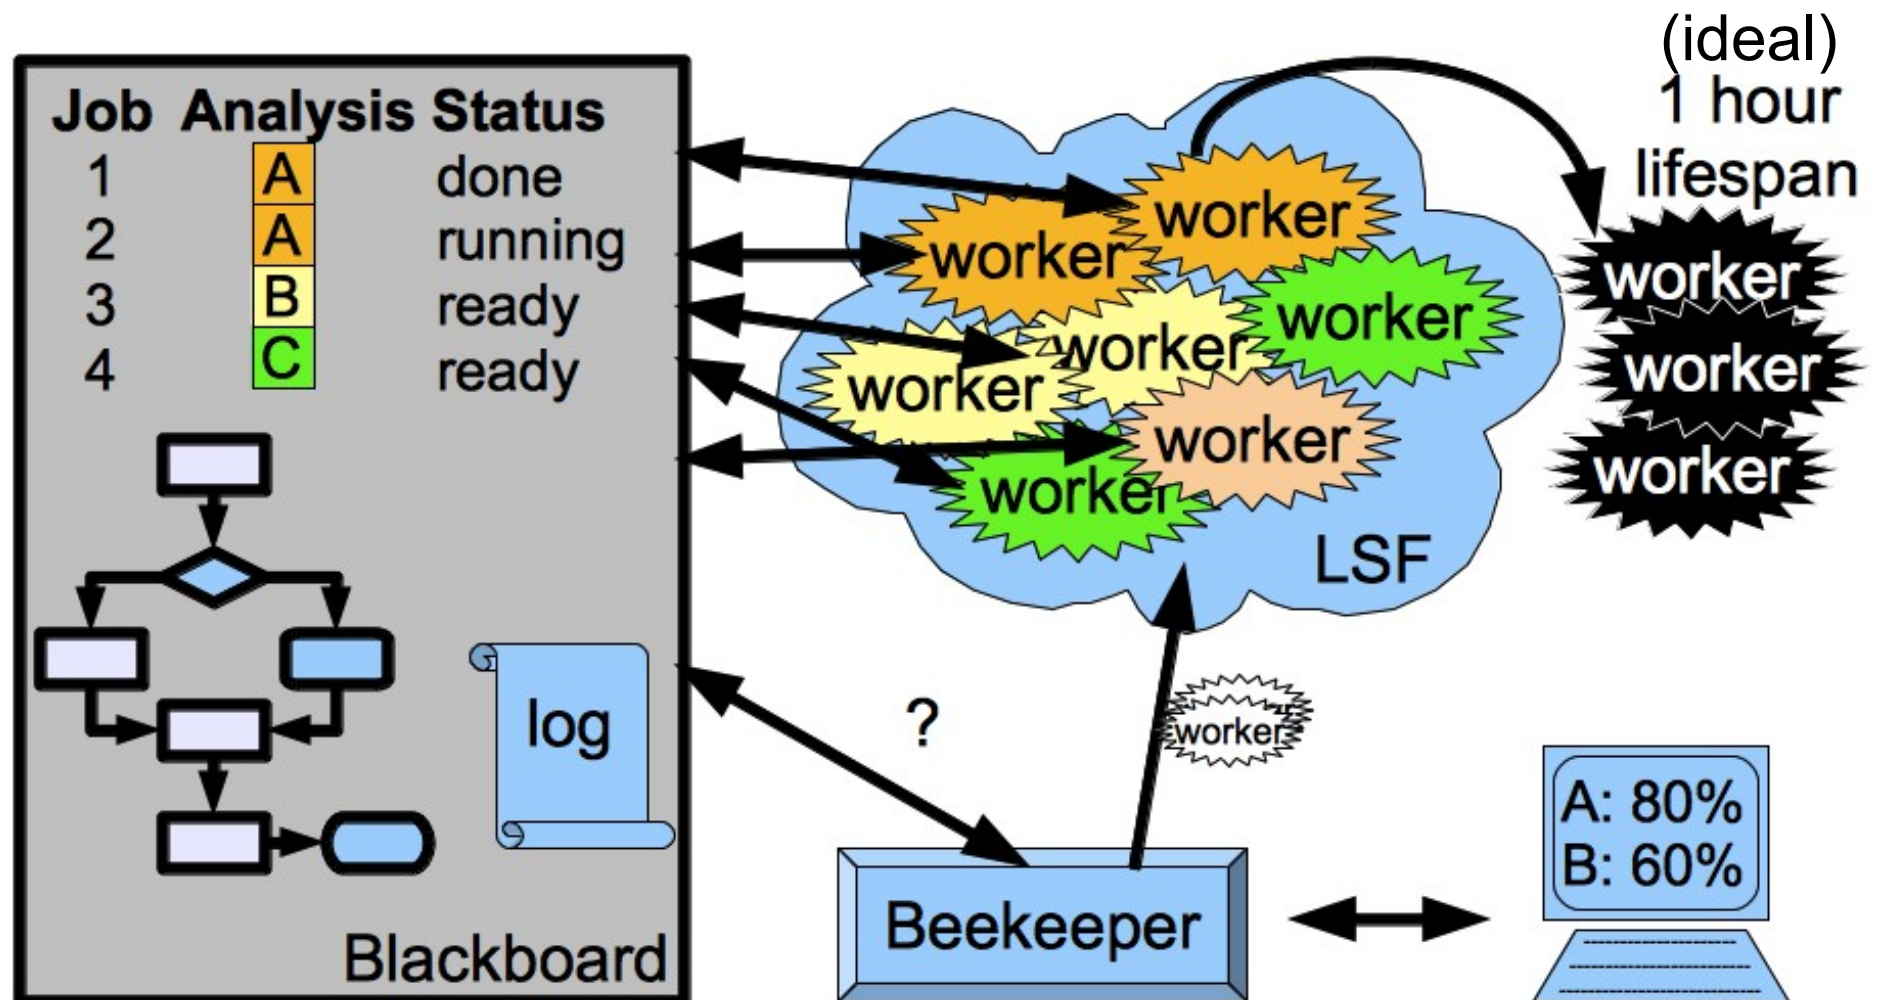 Job Analysis Status
1 A done
2 A running
3 B ready
4 C ready
log
Blackboard
worker
worker
worker
worker
worker
worker
worker
LSF
(ideal)
1 hour
lifespan
worker
worker
worker
?
worker
Beekeeper
A: 80%
B: 60%